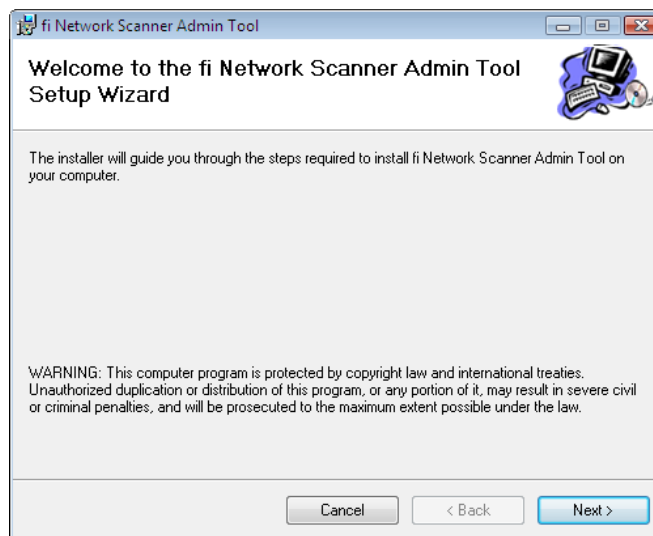 fi Network Scanner Admin Tool
Welcome to the fi Network Scanner Admin Tool
Setup Wizard
The installer will guide you through the steps required to install fi Network Scanner Admin Tool on
your computer.
WARNING: This computer program is protected by copyright law and international treaties.
Unauthorized duplication or distribution of this program, or any portion of it, may result in severe civil
or criminal penalties, and will be prosecuted to the maximum extent possible under the law.
Cancel < Back Next >